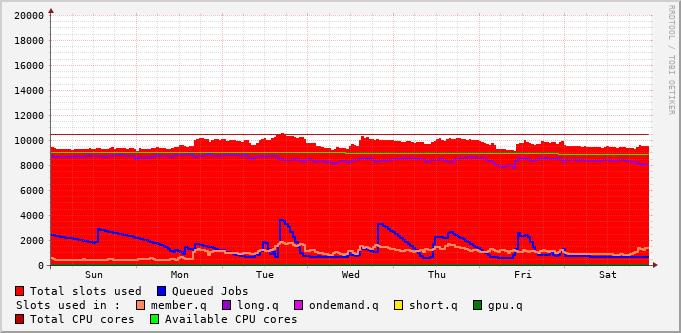 RRDTOOL / TOBI OETIKER
20000
18000
16000
14000
12000
10000
8000
6000
4000
2000
0
Sun Mon Tue Wed Thu Fri Sat
Total slots used Queued Jobs
Slots used in : member.q long.q ondemand.q short.q gpu.q
Total CPU cores Available CPU cores